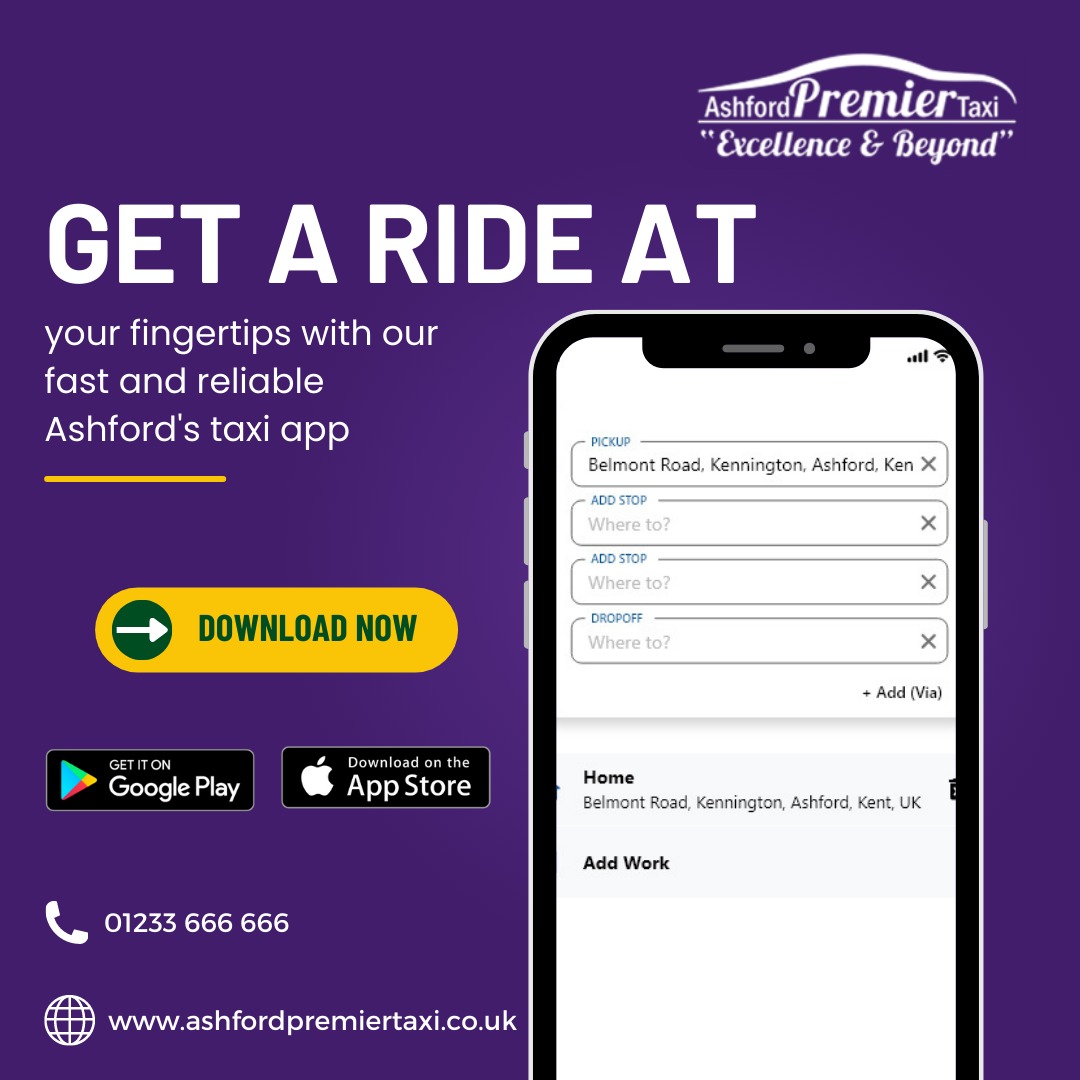 Ashford Premier Taxi
"Excellence & Beyond"
GET A RIDE AT
your fingertips with our
fast and reliable
Ashford's taxi app
DOWNLOAD NOW
GET IT ON
Google Play
Download on the
App Store
01233 666 666
www.ashfordpremiertaxi.co.uk
PICKUP
Belmont Road, Kennington, Ashford, Ken
ADD STOP
Where to?
ADD STOP
Where to?
DROPOFF
Where to?
+ Add (Via)
Home
Belmont Road, Kennington, Ashford, Kent, UK
Add Work